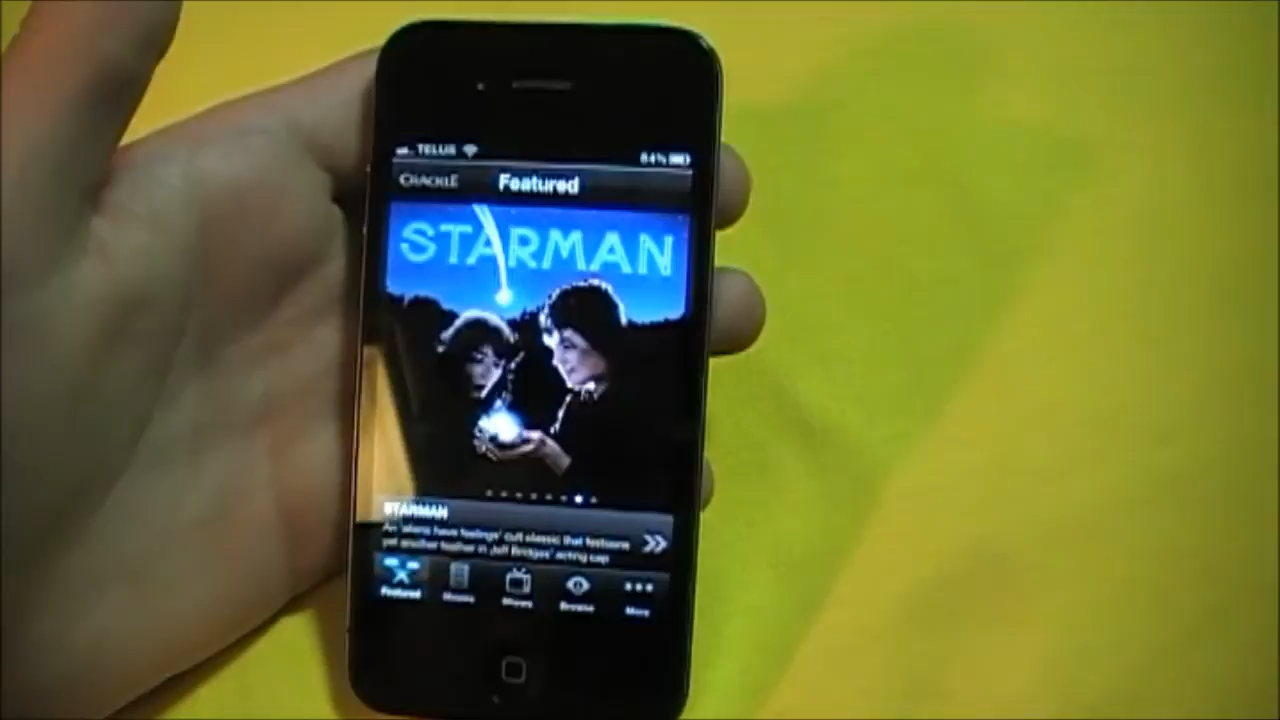 TELUS 84%
CRACKLE Featured
STARMAN
STARMAN
An 'aliens have feelings' cult classic that festoons
yet another feather in Jeff Bridges' acting cap
Featured Movies Shows Browse More